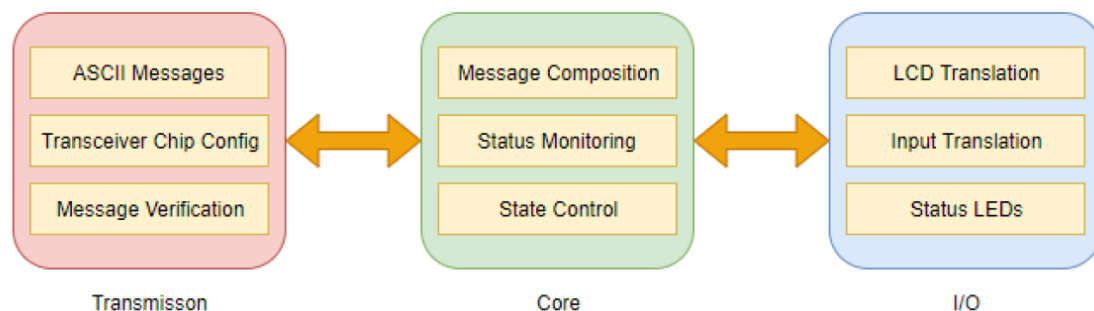 ASCII Messages
Transceiver Chip Config
Message Verification
Transmisson
Message Composition
Status Monitoring
State Control
Core
LCD Translation
Input Translation
Status LEDs
I/O